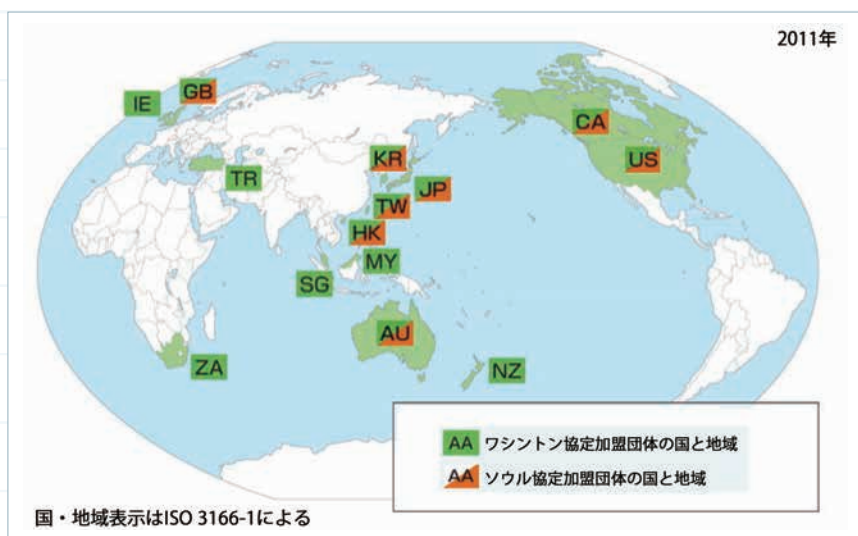 2011年
IE
GB
TR
KR
JP
TW
HK
MY
SG
CA
US
AU
ZA
NZ
AA ワシントン協定加盟団体の国と地域
AA ソウル協定加盟団体の国と地域
国・地域表示はISO 3166-1による